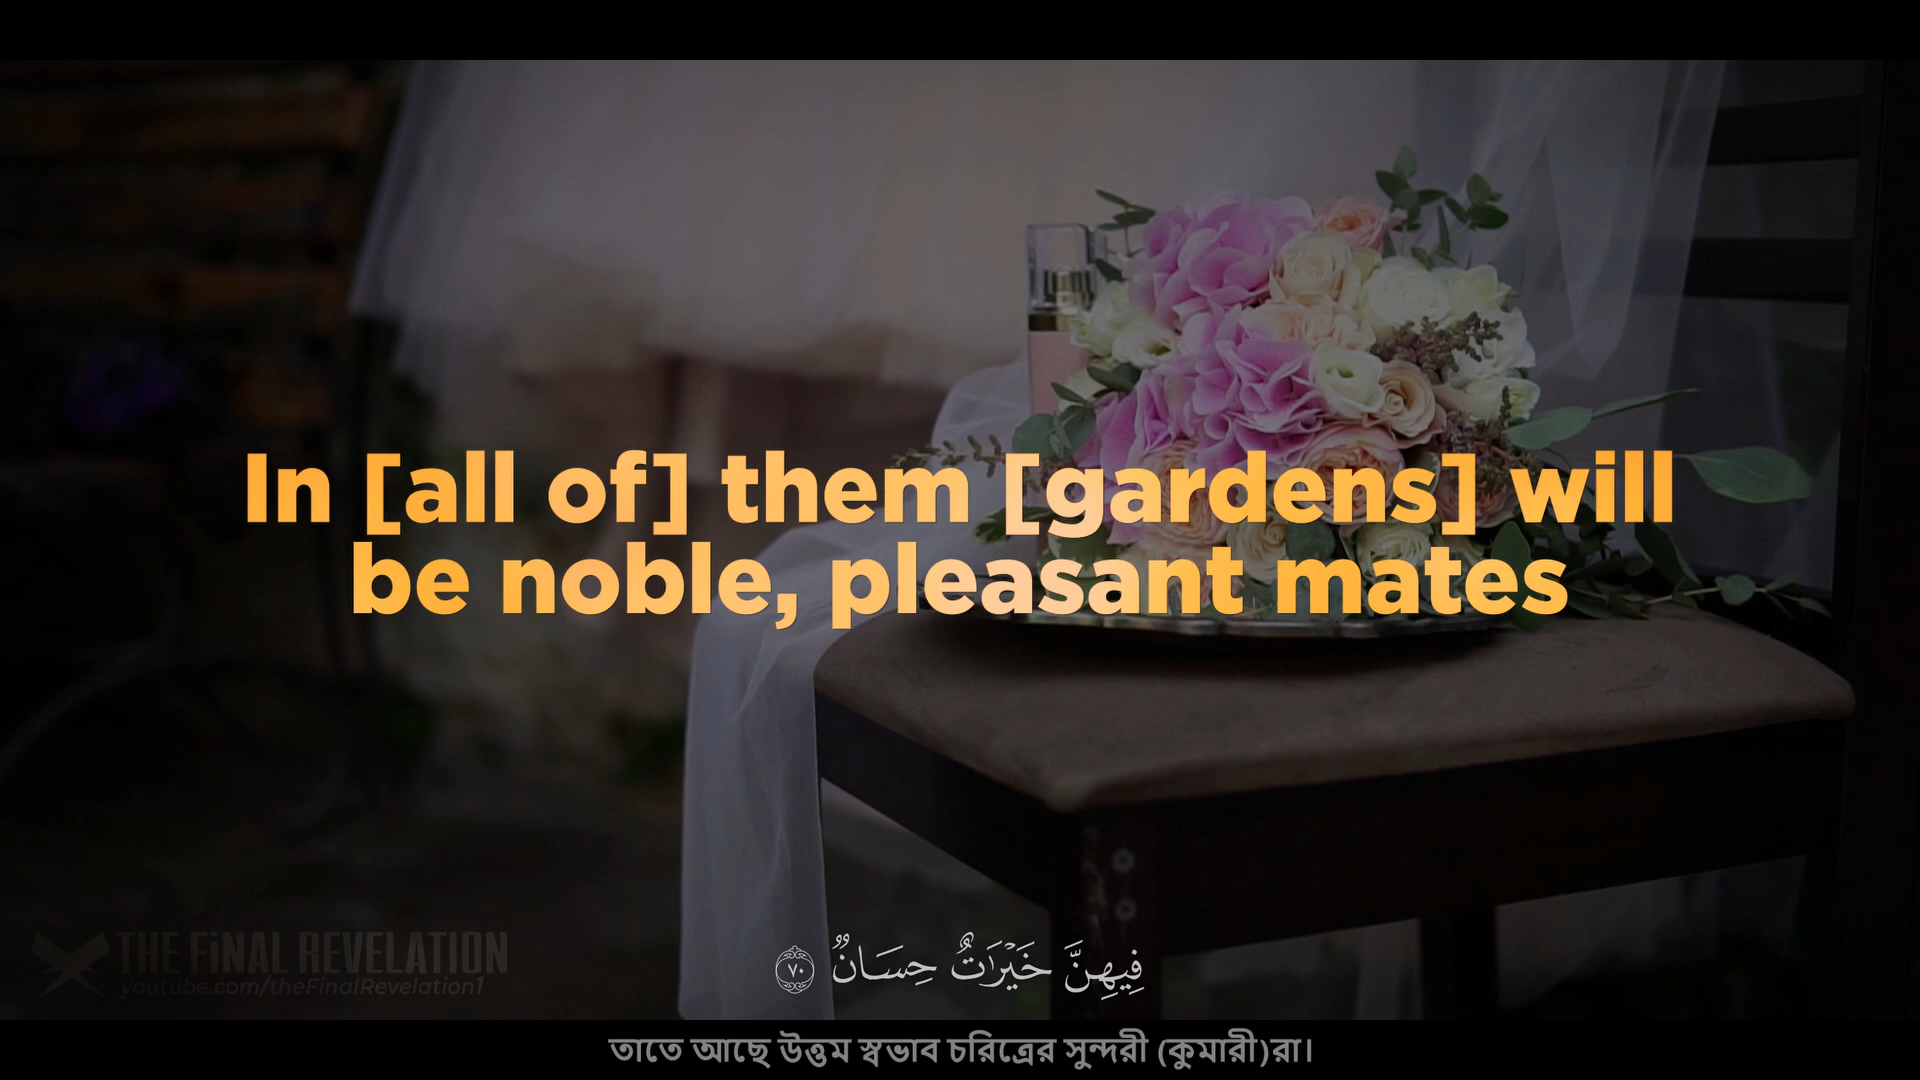 In [all of] them [gardens] will
be noble, pleasant mates
THE FiNAL REVELATION
youtube.com/theFinalRevelation1
فِيهِنَّ خَيْرَٰتٌ حِسَانٌ ٧٠
তাতে আছে উত্তম স্বভাব চরিত্রের সুন্দরী (কুমারী)রা।